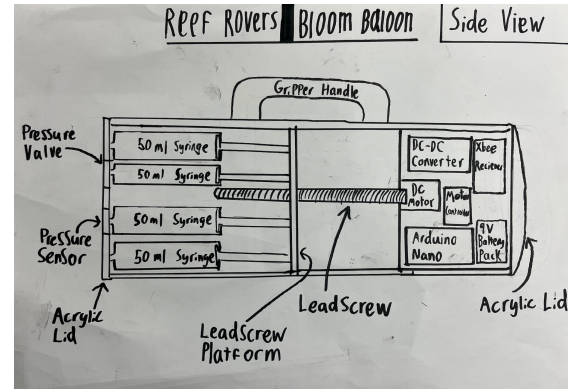 Reef Rovers Bloom Baloon Side View
Gripper Handle
Pressure
Valve
50 ml Syringe
50 ml Syringe
50 ml Syringe
50 ml Syringe
Pressure
Sensor
Acrylic
Lid
LeadScrew
Platform
LeadScrew
DC-DC
Converter
Xbee
Reciever
DC
Motor
Motor
Arduino
Nano
9V
Battery
Pack
Acrylic Lid